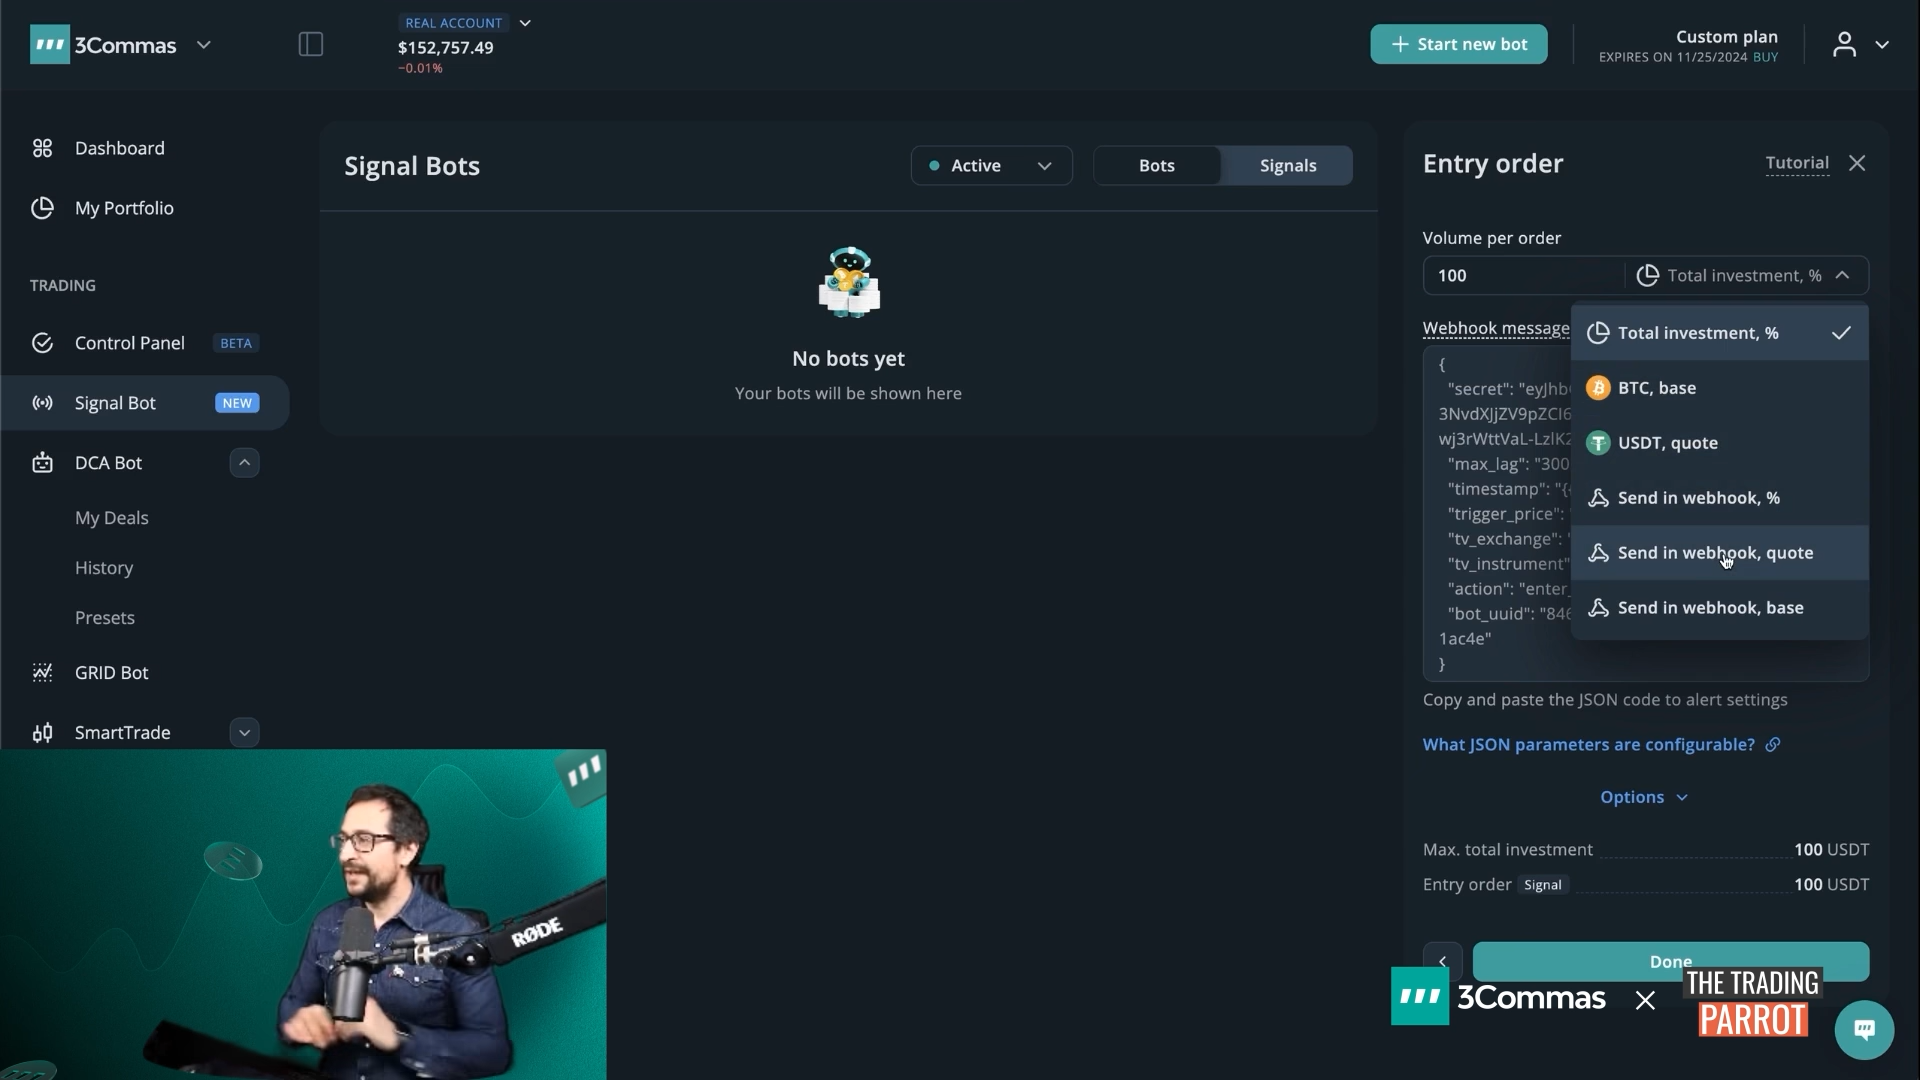 3Commas
REAL ACCOUNT
$152,757.49
−0.01%
Start new bot
Custom plan
EXPIRES ON 11/25/2024 BUY
Dashboard
My Portfolio
TRADING
Control Panel BETA
Signal Bot NEW
DCA Bot
My Deals
History
Presets
GRID Bot
SmartTrade
Signal Bots
Active
Bots
Signals
No bots yet
Your bots will be shown here
Entry order
Tutorial
Volume per order
100
Total investment, %
Webhook message
Total investment, %
BTC, base
USDT, quote
Send in webhook, %
Send in webhook, quote
Send in webhook, base
{
"secret": "eyJhb
3NvdXJjZV9pZCI6
wj3rWttVaL-LzlK2
"max_lag": "300
"timestamp": "{
"trigger_price":
"tv_exchange": "
"tv_instrument"
"action": "enter_
"bot_uuid": "846
1ac4e"
}
Copy and paste the JSON code to alert settings
What JSON parameters are configurable?
Options
Max. total investment 100 USDT
Entry order Signal 100 USDT
Done
3Commas
THE TRADING
PARROT
RØDE